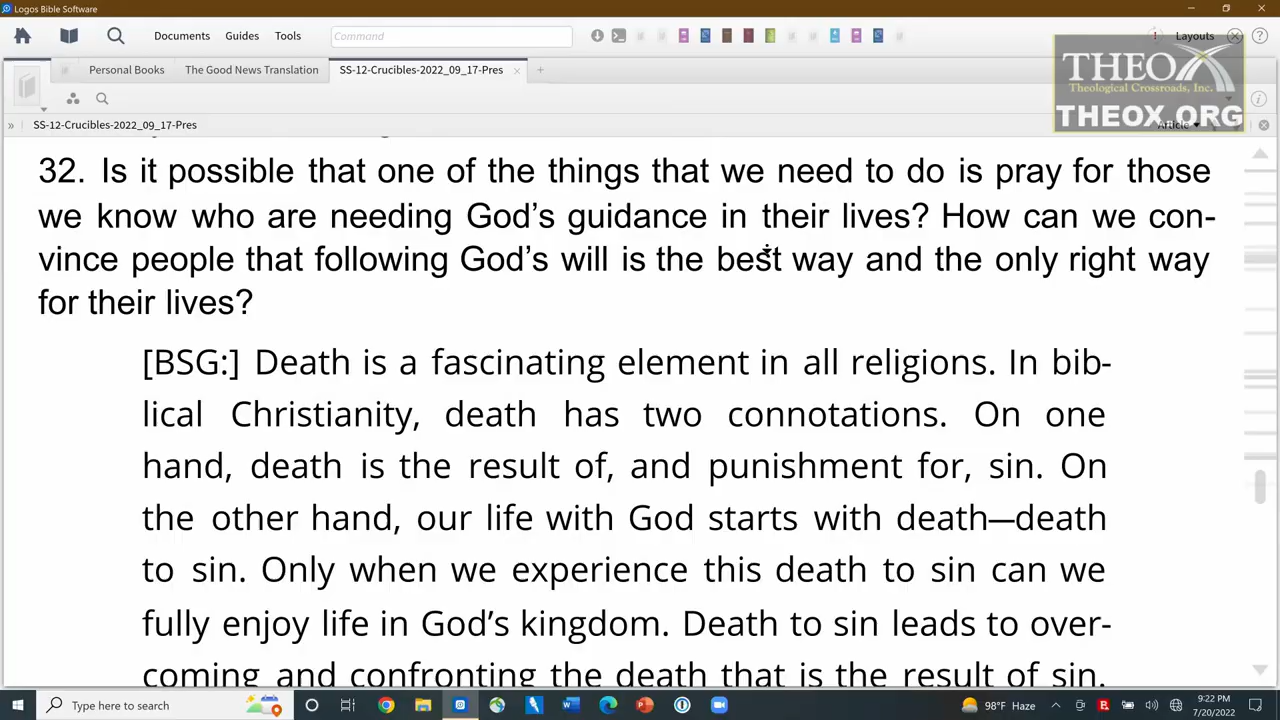 Logos Bible Software
Documents Guides Tools Command Layouts
Personal Books The Good News Translation SS-12-Crucibles-2022_09_17-Pres
THEOX
Theological Crossroads, Inc.
THEOX.ORG
SS-12-Crucibles-2022_09_17-Pres Article
32. Is it possible that one of the things that we need to do is pray for those
we know who are needing God’s guidance in their lives? How can we con-
vince people that following God’s will is the best way and the only right way
for their lives?
[BSG:] Death is a fascinating element in all religions. In bib-
lical Christianity, death has two connotations. On one
hand, death is the result of, and punishment for, sin. On
the other hand, our life with God starts with death—death
to sin. Only when we experience this death to sin can we
fully enjoy life in God’s kingdom. Death to sin leads to over-
coming and confronting the death that is the result of sin.
Type here to search
98°F Haze
9:22 PM
7/20/2022